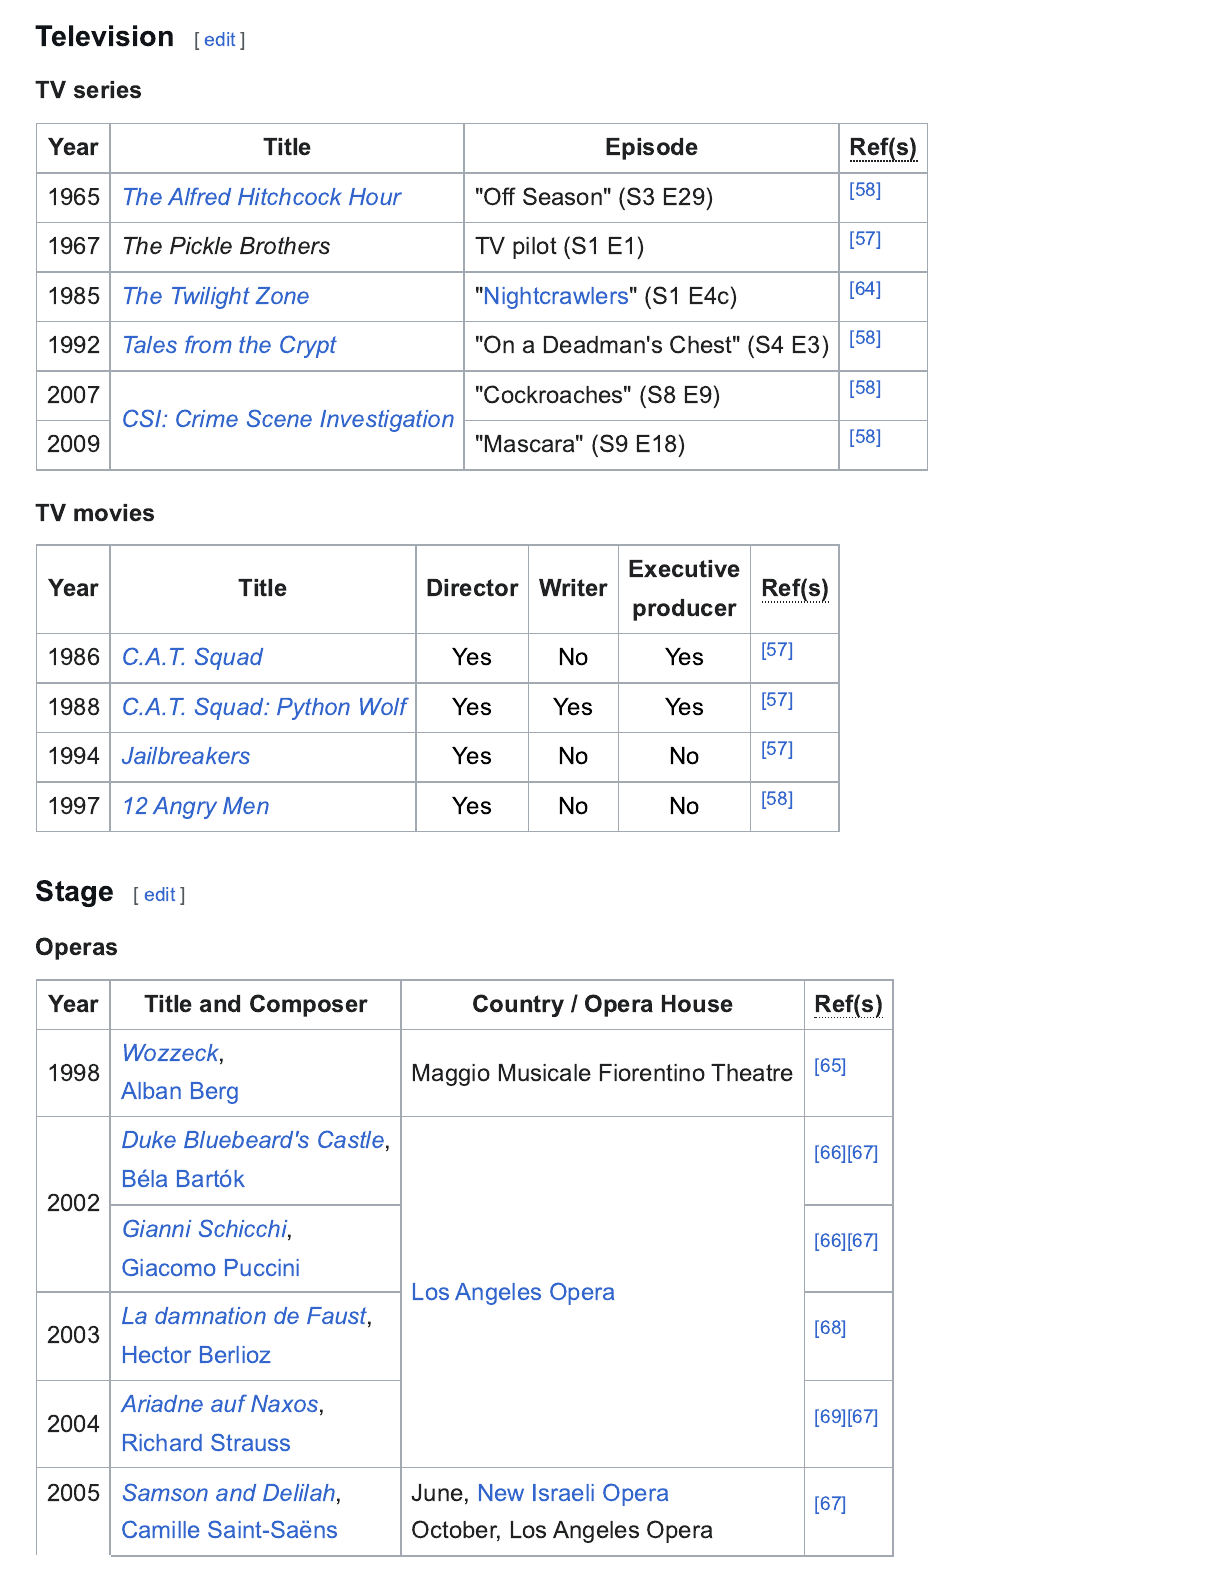 Television [ edit ]
TV series
Year Title Episode Ref(s)
1965 The Alfred Hitchcock Hour "Off Season" (S3 E29) [58]
1967 The Pickle Brothers TV pilot (S1 E1) [57]
1985 The Twilight Zone "Nightcrawlers" (S1 E4c) [64]
1992 Tales from the Crypt "On a Deadman's Chest" (S4 E3) [58]
2007 CSI: Crime Scene Investigation "Cockroaches" (S8 E9) [58]
2009 "Mascara" (S9 E18) [58]
TV movies
Year Title Director Writer Executive producer Ref(s)
1986 C.A.T. Squad Yes No Yes [57]
1988 C.A.T. Squad: Python Wolf Yes Yes Yes [57]
1994 Jailbreakers Yes No No [57]
1997 12 Angry Men Yes No No [58]
Stage [ edit ]
Operas
Year Title and Composer Country / Opera House Ref(s)
1998 Wozzeck,
Alban Berg Maggio Musicale Fiorentino Theatre [65]
2002 Duke Bluebeard's Castle,
Béla Bartók Los Angeles Opera [66][67]
Gianni Schicchi,
Giacomo Puccini [66][67]
2003 La damnation de Faust,
Hector Berlioz [68]
2004 Ariadne auf Naxos,
Richard Strauss [69][67]
2005 Samson and Delilah,
Camille Saint-Saëns June, New Israeli Opera
October, Los Angeles Opera [67]